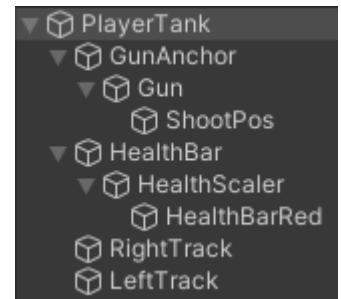 PlayerTank
GunAnchor
Gun
ShootPos
HealthBar
HealthScaler
HealthBarRed
RightTrack
LeftTrack